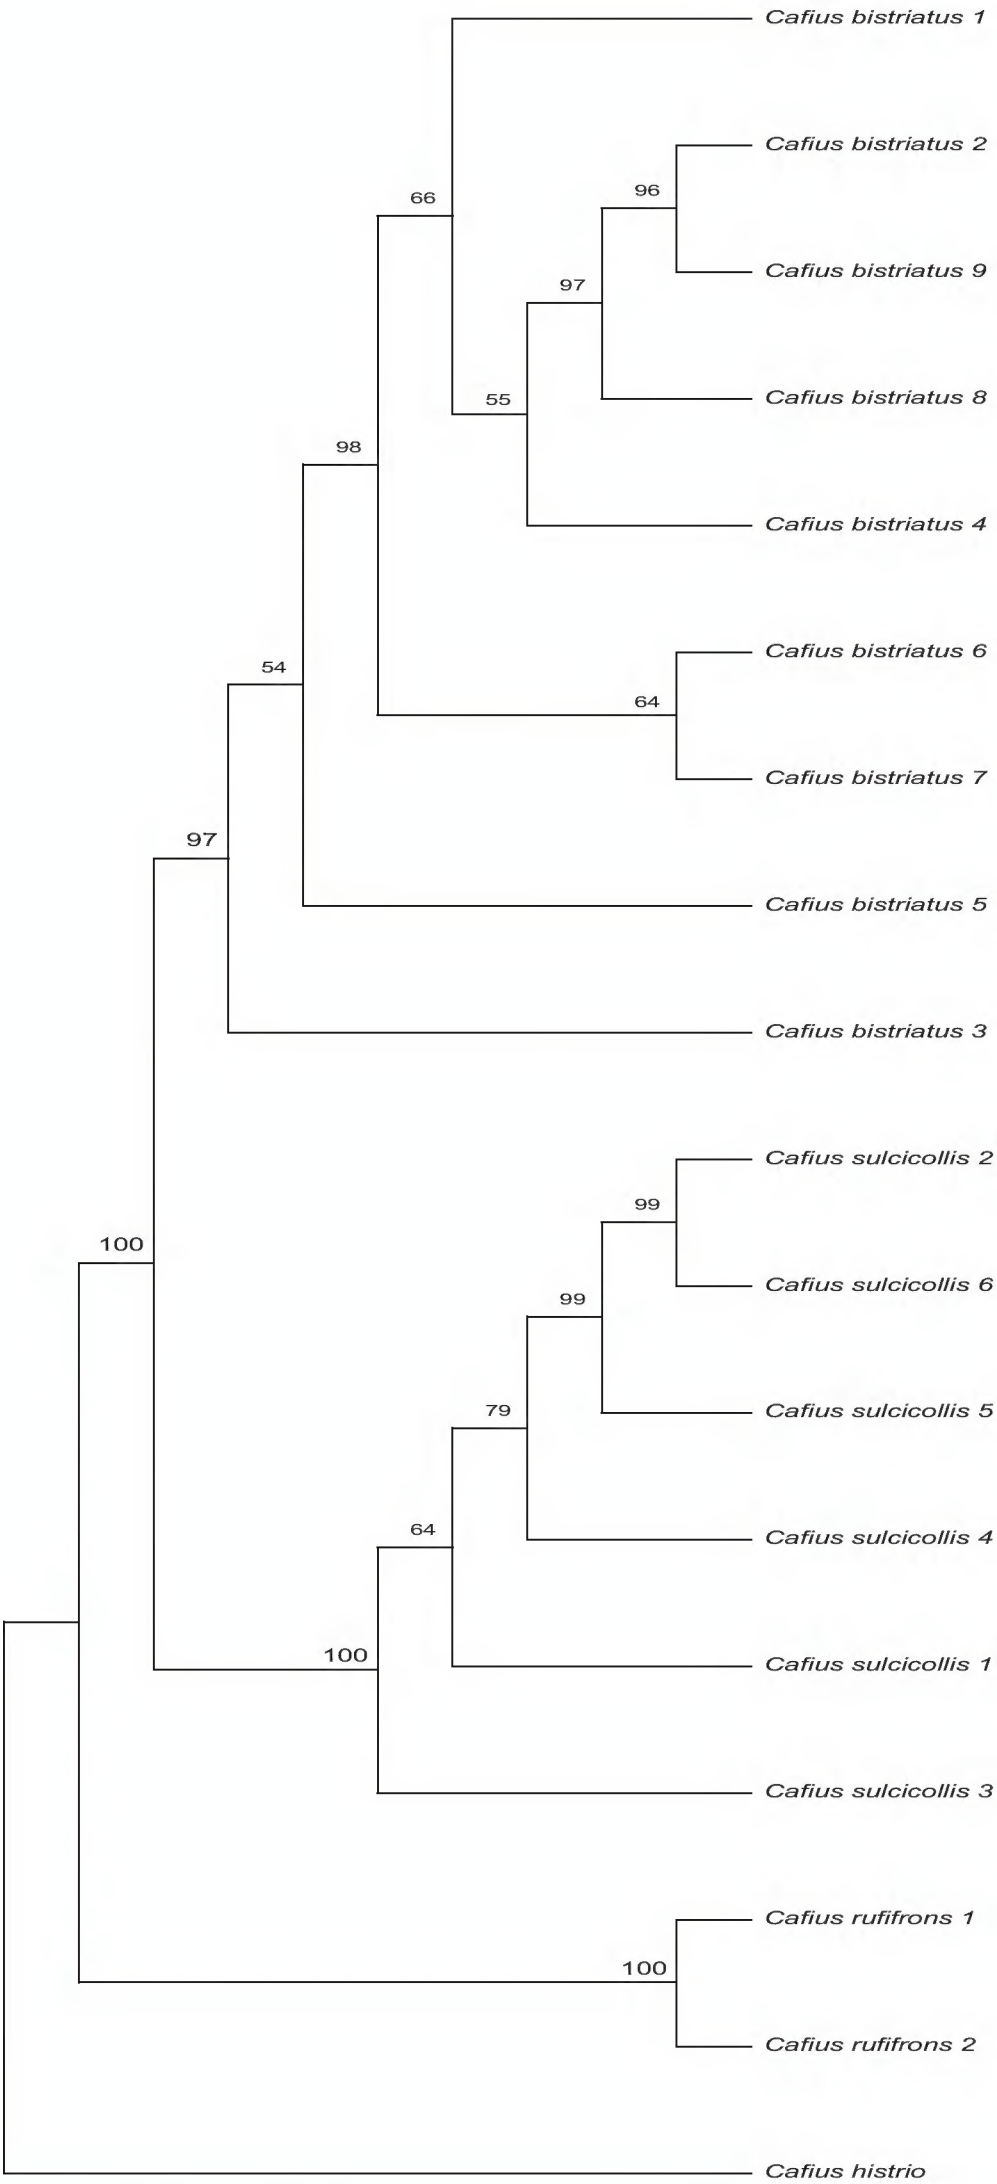 Cafius bistriatus 1
Cafius bistriatus 2
96
66
Cafius bistriatus 9
97
Cafius bistriatus 8
55
98
Cafius bistriatus 4
Cafius bistriatus 6
54
64
Cafius bistriatus 7
97
Cafius bistriatus 5
Cafius bistriatus 3
Cafius sulcicollis 2
99
100
Cafius sulcicollis 6
99
Cafius sulcicollis 5
79
64
Cafius sulcicollis 4
100
Cafius sulcicollis 1
Cafius sulcicollis 3
Cafius rufifrons 1
100
Cafius rufifrons 2
Cafius histrio